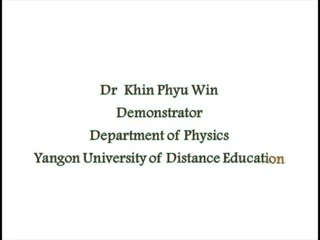 Dr Khin Phyu Win
Demonstrator
Department of Physics
Yangon University of Distance Education